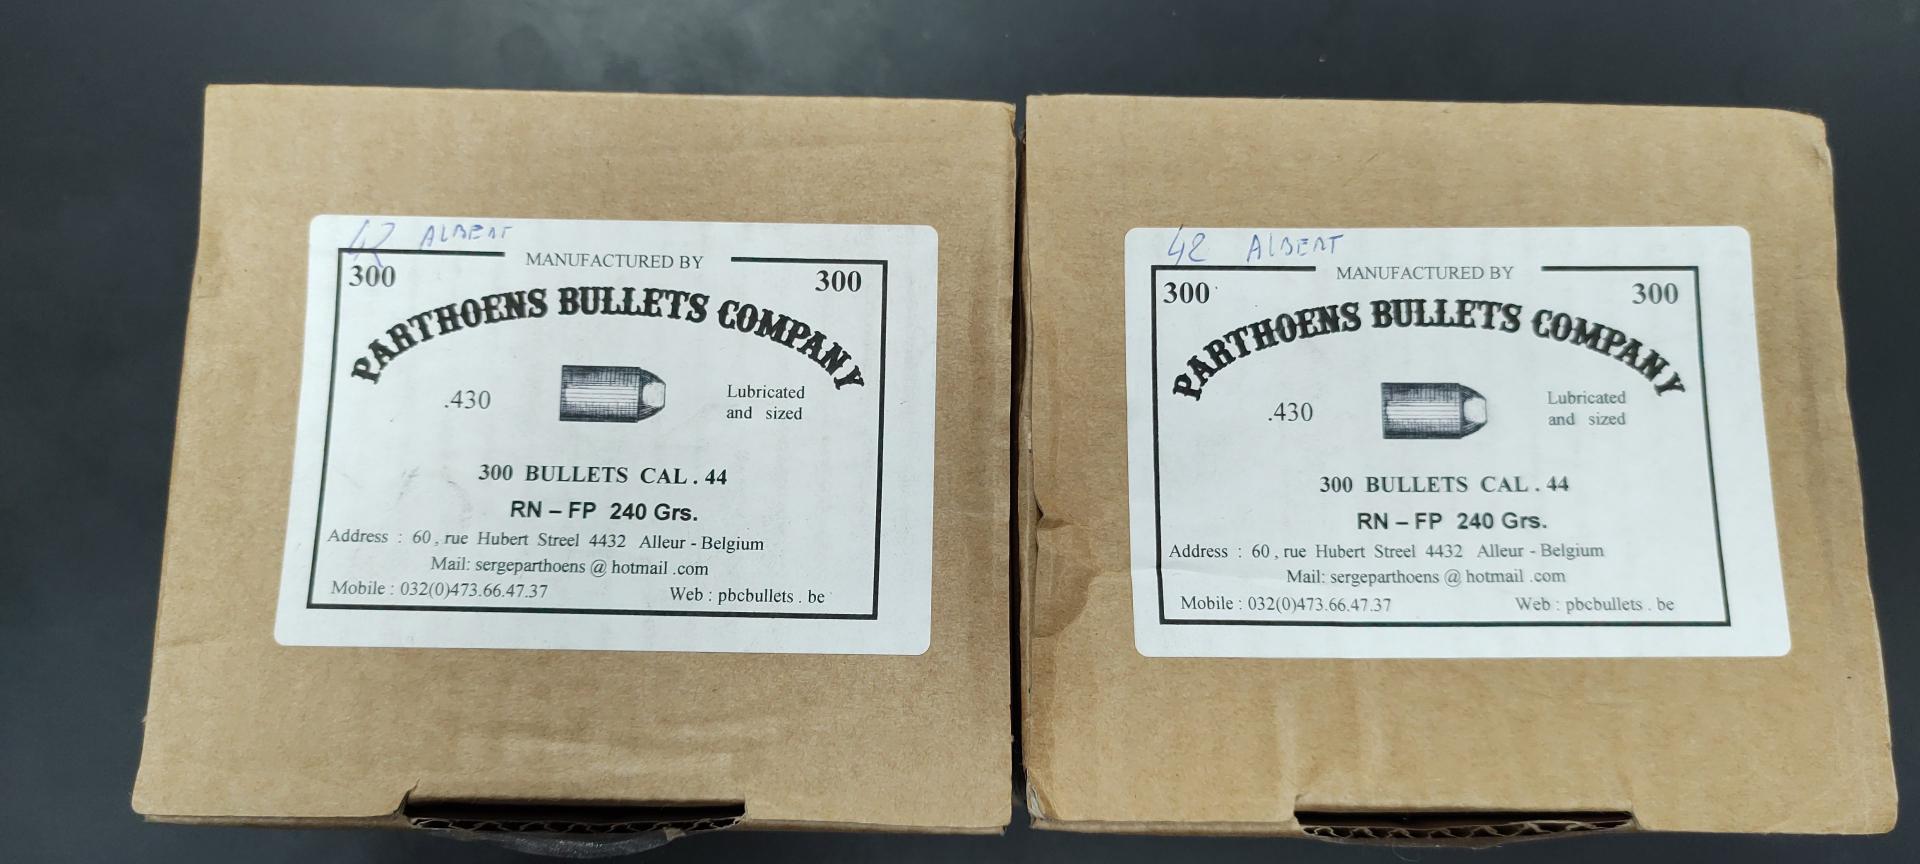 42 ALBERT
MANUFACTURED BY
300 300
PARTHOENS BULLETS COMPANY
.430
Lubricated
and sized
300 BULLETS CAL . 44
RN – FP 240 Grs.
Address : 60 , rue Hubert Streel 4432 Alleur - Belgium
Mail: sergeparthoens @ hotmail .com
Mobile : 032(0)473.66.47.37 Web : pbcbullets . be
42 ALBERT
MANUFACTURED BY
300 300
PARTHOENS BULLETS COMPANY
.430
Lubricated
and sized
300 BULLETS CAL . 44
RN – FP 240 Grs.
Address : 60 , rue Hubert Streel 4432 Alleur - Belgium
Mail: sergeparthoens @ hotmail .com
Mobile : 032(0)473.66.47.37 Web : pbcbullets . be